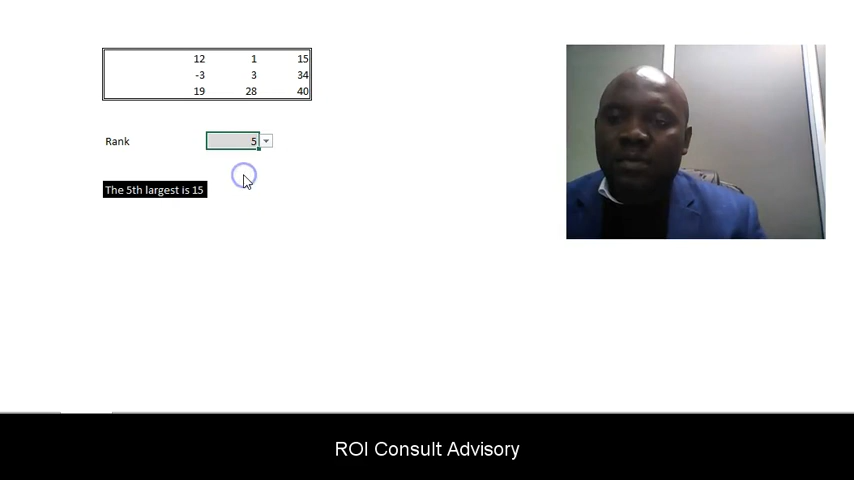 12 1 15
-3 3 34
19 28 40
Rank 5
The 5th largest is 15
ROI Consult Advisory